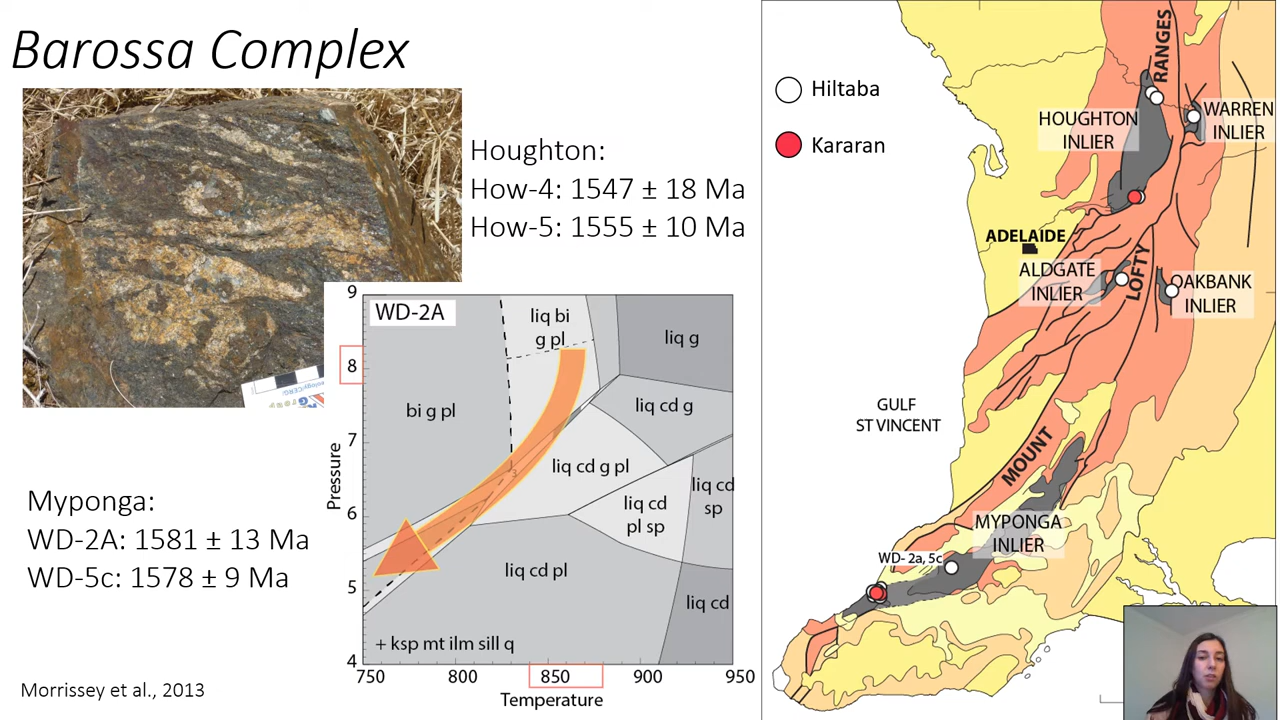 Barossa Complex
Houghton:
How-4: 1547 ± 18 Ma
How-5: 1555 ± 10 Ma
Myponga:
WD-2A: 1581 ± 13 Ma
WD-5c: 1578 ± 9 Ma
Morrissey et al., 2013
WD-2A
liq bi
g pl
liq g
bi g pl
liq cd g
liq cd g pl
liq cd
pl sp
liq cd
sp
liq cd pl
liq cd
+ ksp mt ilm sill q
9
8
7
6
5
4
Pressure
750
800
850
900
950
Temperature
Hiltaba
Kararan
RANGES
HOUGHTON
INLIER
WARREN
INLIER
ADELAIDE
ALDGATE
INLIER
LOFTY
OAKBANK
INLIER
GULF
ST VINCENT
MOUNT
MYPONGA
INLIER
WD- 2a, 5c